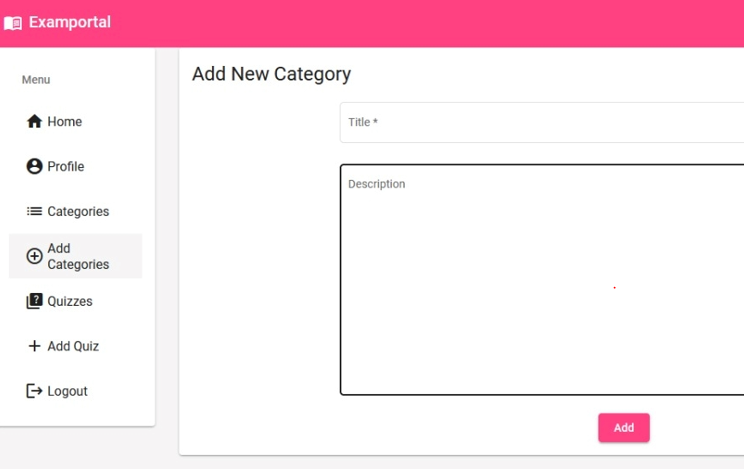 Examportal
Menu
Add New Category
Home
Title *
Profile
Description
Categories
Add
Categories
Quizzes
Add Quiz
Logout
Add